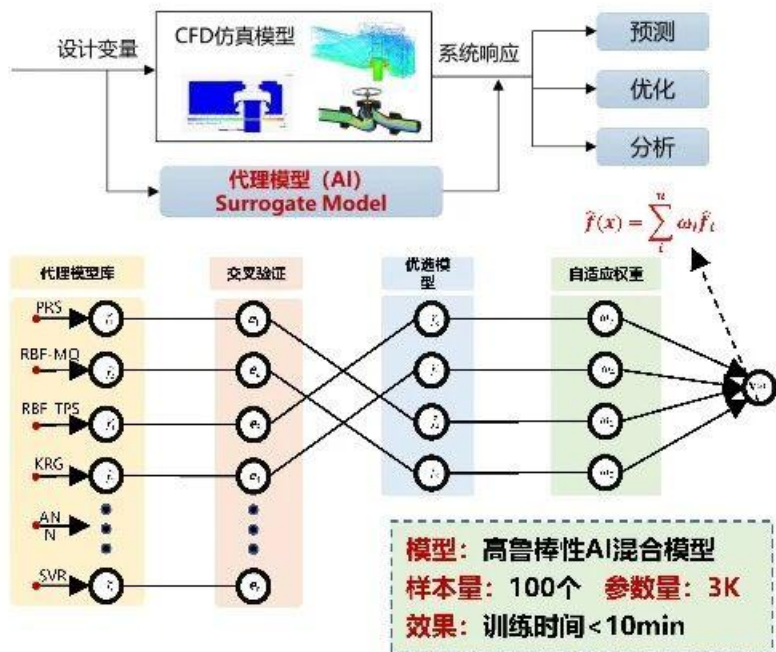 设计变量
CFD仿真模型
系统响应
预测
优化
分析
代理模型（AI）
Surrogate Model
代理模型库
交叉验证
优选模型
自适应权重
PRS
RBF-MQ
RBF_TPS
KRG
AN
N
SVR
模型：高鲁棒性AI混合模型
样本量：100个 参数量：3K
效果：训练时间<10min